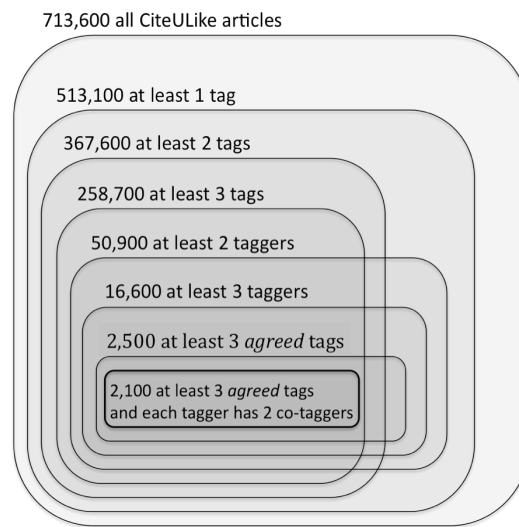 713,600 all CiteULike articles
513,100 at least 1 tag
367,600 at least 2 tags
258,700 at least 3 tags
50,900 at least 2 taggers
16,600 at least 3 taggers
2,500 at least 3 agreed tags
2,100 at least 3 agreed tags
and each tagger has 2 co-taggers